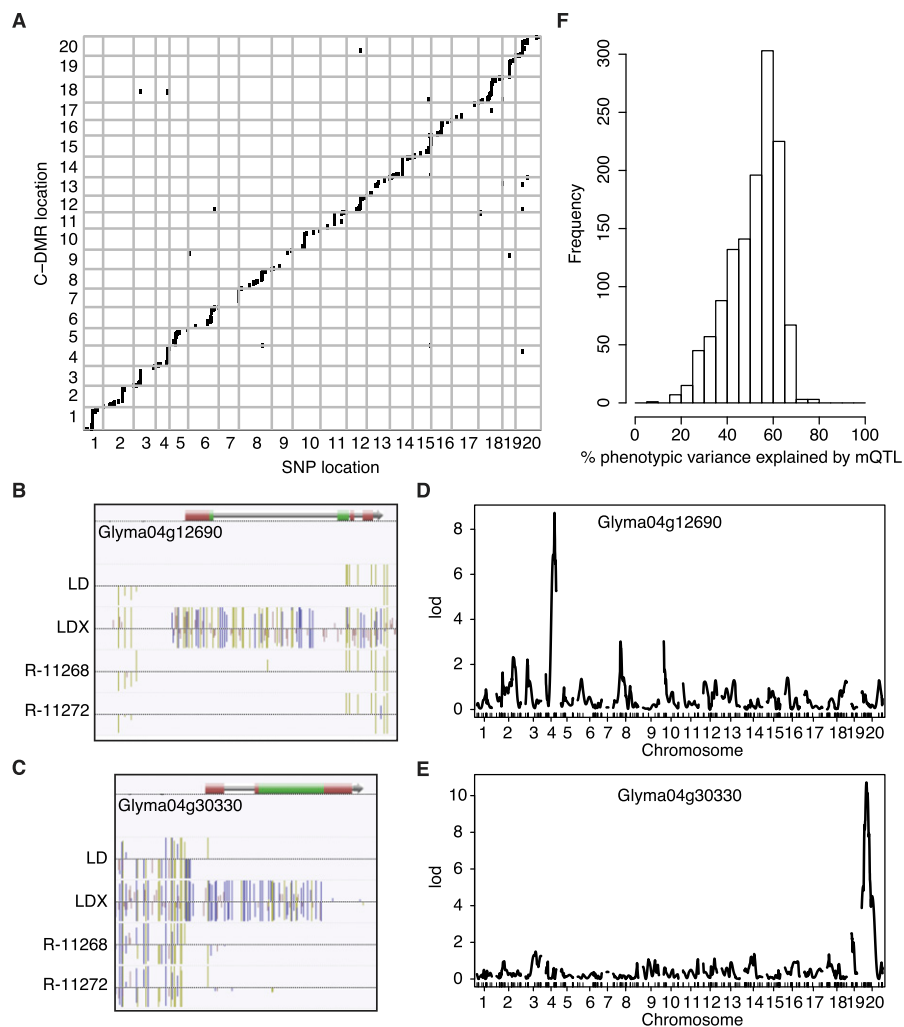 A
20
19
18
17
16
15
14
13
12
11
10
9
8
7
6
5
4
3
2
1
C−DMR location
1 2 3 4 5 6 7 8 9 10 11 12 13 14 15 16 17 18 19 20
SNP location
F
300
250
200
150
100
50
0
Frequency
0 20 40 60 80 100
% phenotypic variance explained by mQTL
B
Glyma04g12690
LD
LDX
R-11268
R-11272
D
Glyma04g12690
8
6
4
2
0
lod
1 2 3 4 5 6 7 8 9 10 11 12 13 14 15 16 17 18 19 20
Chromosome
C
Glyma04g30330
LD
LDX
R-11268
R-11272
E
Glyma04g30330
10
8
6
4
2
0
lod
1 2 3 4 5 6 7 8 9 10 11 12 13 14 15 16 17 18 19 20
Chromosome